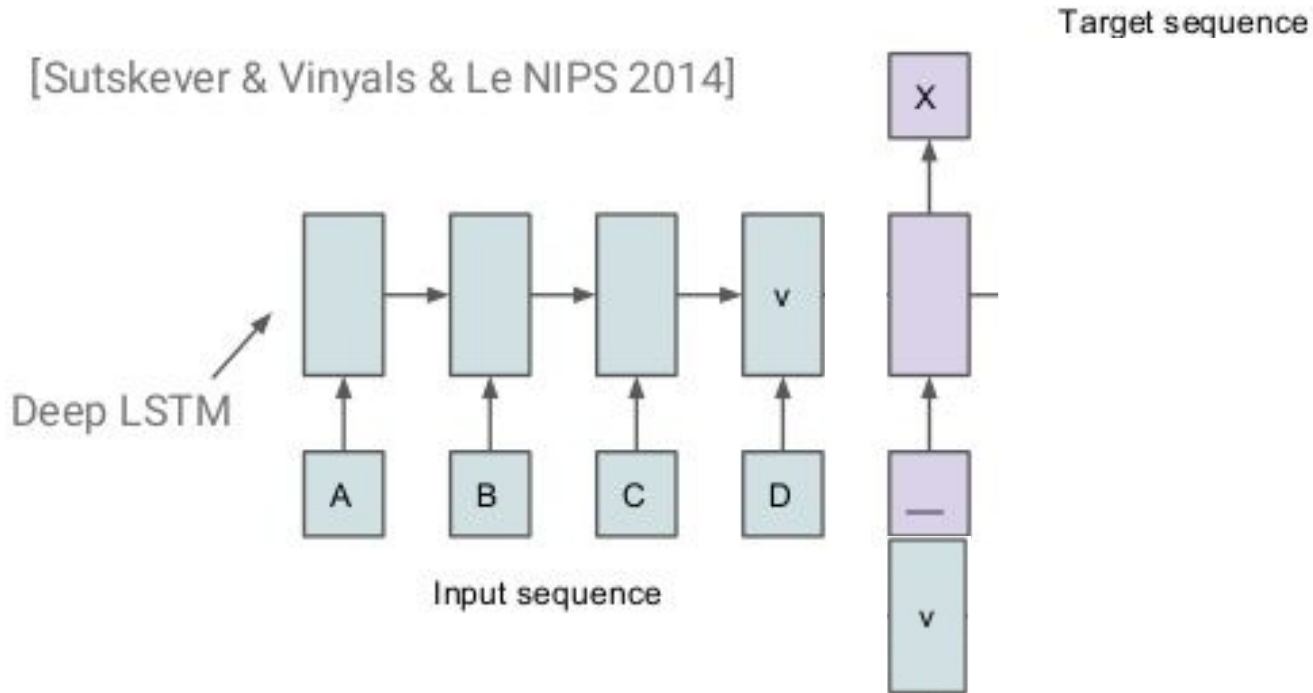 Target sequence
[Sutskever & Vinyals & Le NIPS 2014]
X
v
Deep LSTM
A B C D _
Input sequence
v